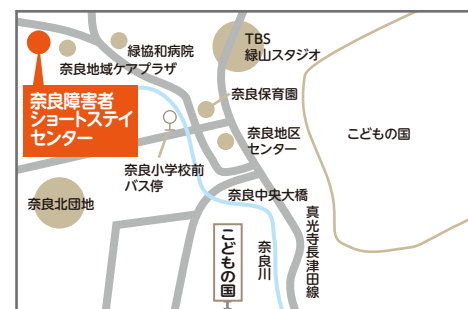 緑協和病院
TBS
緑山スタジオ
奈良地域ケアプラザ
奈良障害者
ショートステイ
センター
奈良保育園
奈良地区
センター
こどもの国
奈良小学校前
バス停
奈良北団地
奈良中央大橋
真光寺長津田線
奈良川
こどもの国